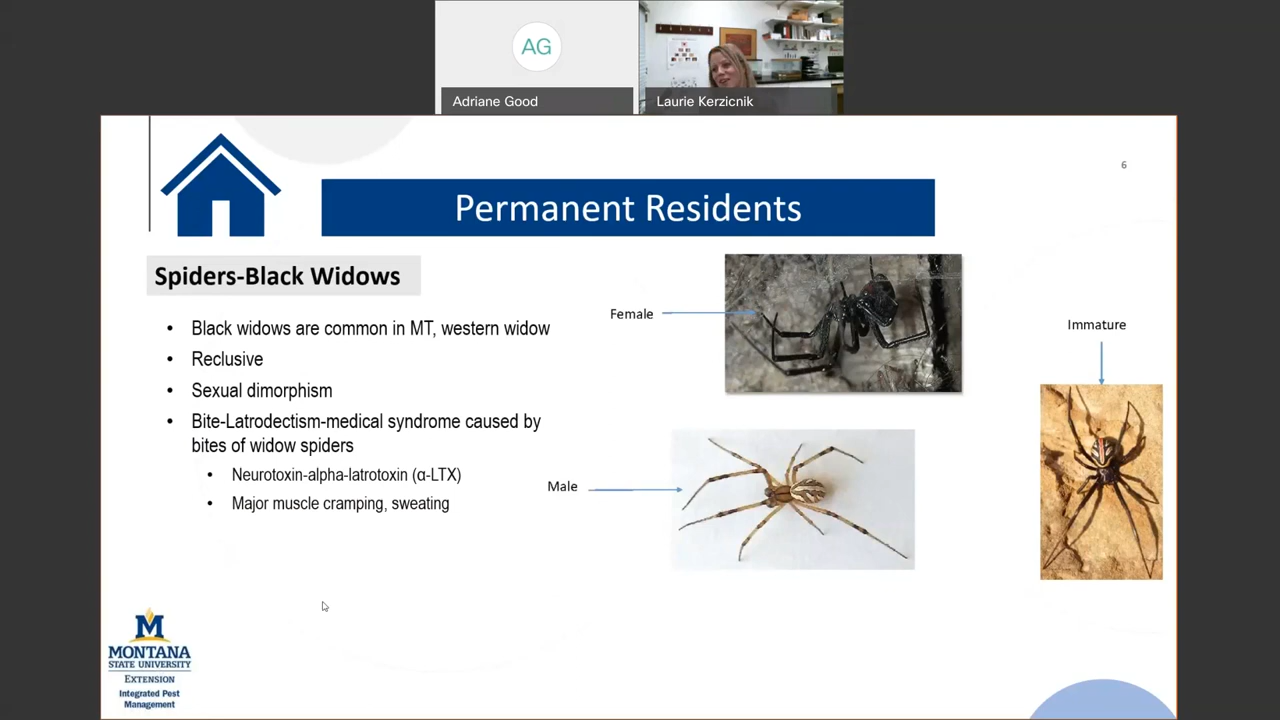 AG
Adriane Good
Laurie Kerzicnik
6
Permanent Residents
Spiders-Black Widows
• Black widows are common in MT, western widow
• Reclusive
• Sexual dimorphism
• Bite-Latrodectism-medical syndrome caused by
bites of widow spiders
• Neurotoxin-alpha-latrotoxin (α-LTX)
• Major muscle cramping, sweating
Female
Male
Immature
M
MONTANA
STATE UNIVERSITY
EXTENSION
Integrated Pest
Management